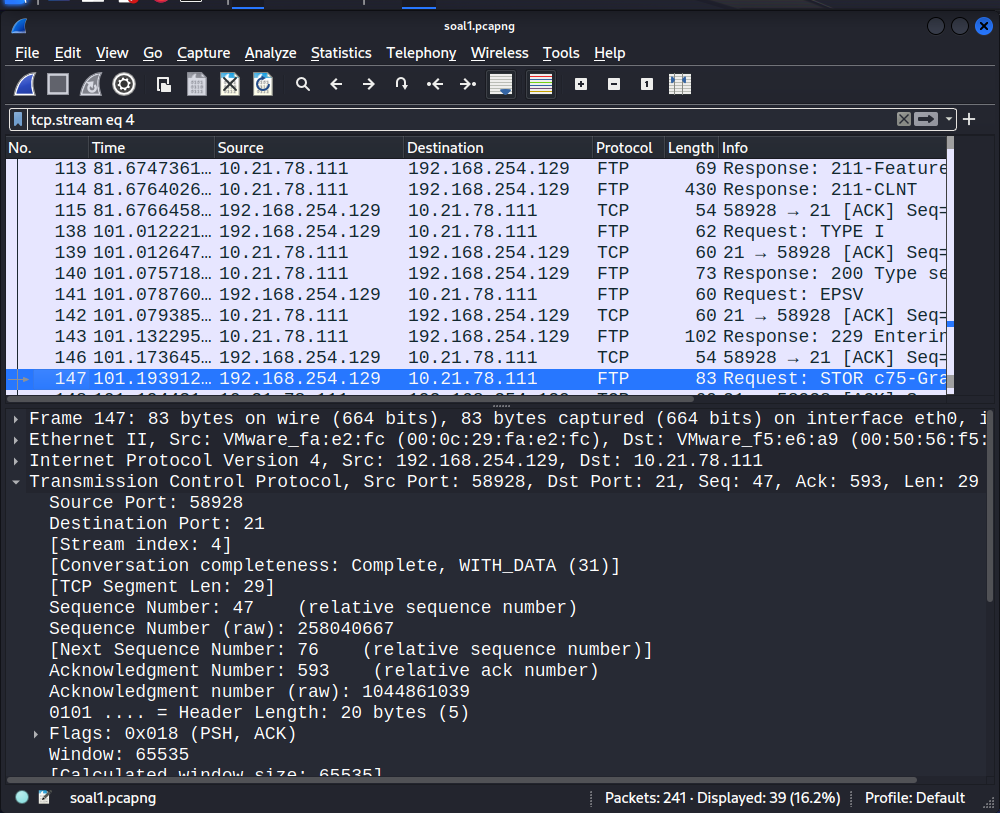 soal1.pcapng
File Edit View Go Capture Analyze Statistics Telephony Wireless Tools Help
tcp.stream eq 4
No. Time Source Destination Protocol Length Info
113 81.6747361… 10.21.78.111 192.168.254.129 FTP 69 Response: 211-Feature
114 81.6764026… 10.21.78.111 192.168.254.129 FTP 430 Response: 211-CLNT
115 81.6766458… 192.168.254.129 10.21.78.111 TCP 54 58928 → 21 [ACK] Seq=
138 101.012221… 192.168.254.129 10.21.78.111 FTP 62 Request: TYPE I
139 101.012647… 10.21.78.111 192.168.254.129 TCP 60 21 → 58928 [ACK] Seq=
140 101.075718… 10.21.78.111 192.168.254.129 FTP 73 Response: 200 Type se
141 101.078760… 192.168.254.129 10.21.78.111 FTP 60 Request: EPSV
142 101.079385… 10.21.78.111 192.168.254.129 TCP 60 21 → 58928 [ACK] Seq=
143 101.132295… 10.21.78.111 192.168.254.129 FTP 102 Response: 229 Enterin
146 101.173645… 192.168.254.129 10.21.78.111 TCP 54 58928 → 21 [ACK] Seq=
147 101.193912… 192.168.254.129 10.21.78.111 FTP 83 Request: STOR c75-Gra
Frame 147: 83 bytes on wire (664 bits), 83 bytes captured (664 bits) on interface eth0, i
Ethernet II, Src: VMware_fa:e2:fc (00:0c:29:fa:e2:fc), Dst: VMware_f5:e6:a9 (00:50:56:f5:
Internet Protocol Version 4, Src: 192.168.254.129, Dst: 10.21.78.111
Transmission Control Protocol, Src Port: 58928, Dst Port: 21, Seq: 47, Ack: 593, Len: 29
Source Port: 58928
Destination Port: 21
[Stream index: 4]
[Conversation completeness: Complete, WITH_DATA (31)]
[TCP Segment Len: 29]
Sequence Number: 47 (relative sequence number)
Sequence Number (raw): 258040667
[Next Sequence Number: 76 (relative sequence number)]
Acknowledgment Number: 593 (relative ack number)
Acknowledgment number (raw): 1044861039
0101 .... = Header Length: 20 bytes (5)
Flags: 0x018 (PSH, ACK)
Window: 65535
[Calculated window size: 65535]
soal1.pcapng Packets: 241 · Displayed: 39 (16.2%) Profile: Default